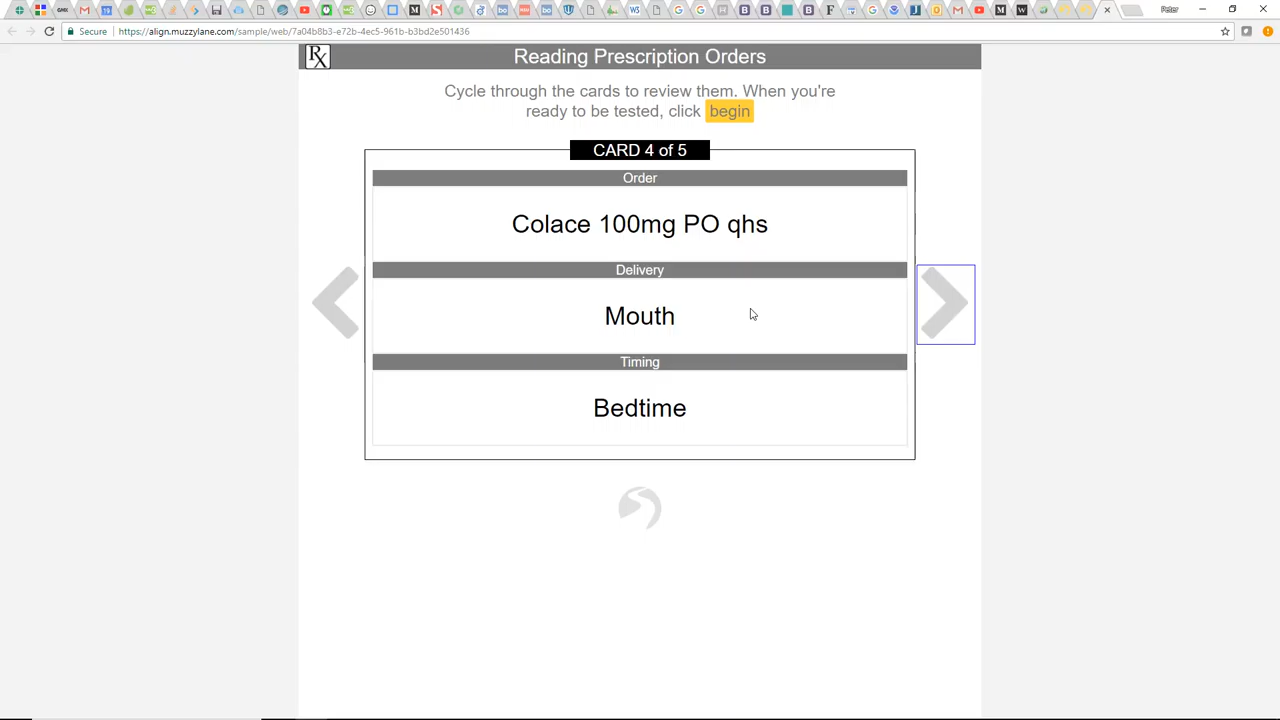 Peter
Secure
https://align.muzzylane.com/sample/web/7a04b8b3-e72b-4ec5-961b-b3bd2e501436
Rx
Reading Prescription Orders
Cycle through the cards to review them. When you're
ready to be tested, click begin
CARD 4 of 5
Order
Colace 100mg PO qhs
Delivery
Mouth
Timing
Bedtime